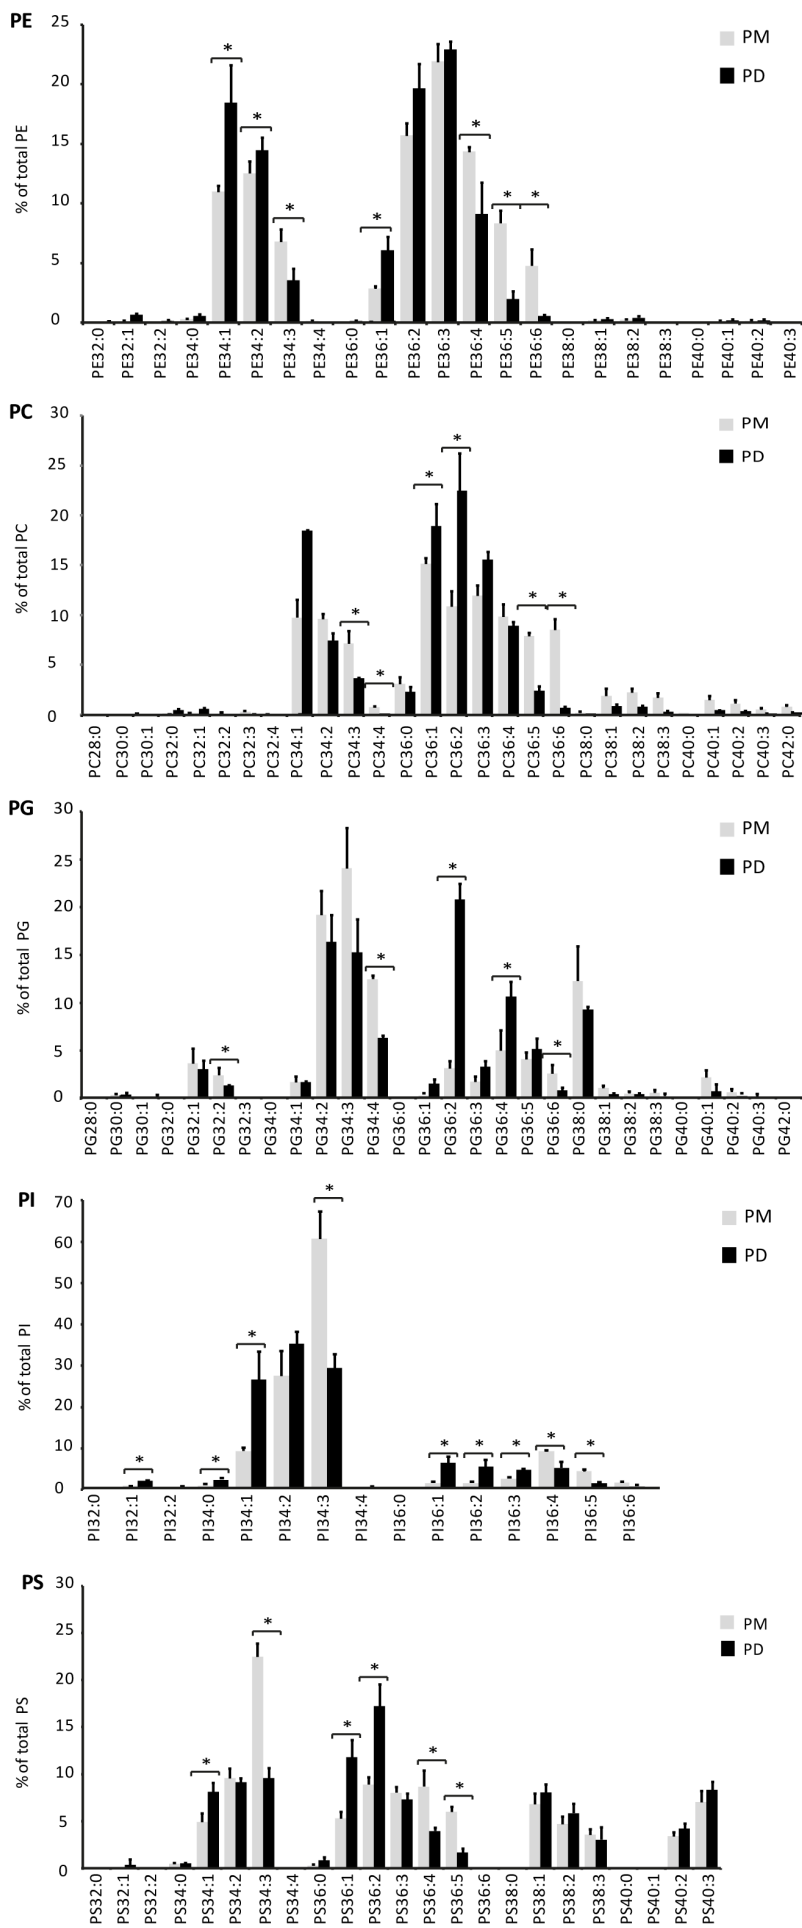 PE
25
20
15
10
5
0
% of total PE
PM
PD
*
*
*
*
*
*
*
PE32:0
PE32:1
PE32:2
PE34:0
PE34:1
PE34:2
PE34:3
PE34:4
PE36:0
PE36:1
PE36:2
PE36:3
PE36:4
PE36:5
PE36:6
PE38:0
PE38:1
PE38:2
PE38:3
PE40:0
PE40:1
PE40:2
PE40:3
PC
30
25
20
15
10
5
0
% of total PC
PM
PD
*
*
*
*
*
*
PC28:0
PC30:0
PC30:1
PC32:0
PC32:1
PC32:2
PC32:3
PC32:4
PC34:1
PC34:2
PC34:3
PC34:4
PC36:0
PC36:1
PC36:2
PC36:3
PC36:4
PC36:5
PC36:6
PC38:0
PC38:1
PC38:2
PC38:3
PC40:0
PC40:1
PC40:2
PC40:3
PC42:0
PG
30
25
20
15
10
5
0
% of total PG
PM
PD
*
*
*
*
*
PG28:0
PG30:0
PG30:1
PG32:0
PG32:1
PG32:2
PG32:3
PG34:0
PG34:1
PG34:2
PG34:3
PG34:4
PG36:0
PG36:1
PG36:2
PG36:3
PG36:4
PG36:5
PG36:6
PG38:0
PG38:1
PG38:2
PG38:3
PG40:0
PG40:1
PG40:2
PG40:3
PG42:0
PI
70
60
50
40
30
20
10
0
% of total PI
PM
PD
*
*
*
*
*
*
*
*
*
PI32:0
PI32:1
PI32:2
PI34:0
PI34:1
PI34:2
PI34:3
PI34:4
PI36:0
PI36:1
PI36:2
PI36:3
PI36:4
PI36:5
PI36:6
PS
30
25
20
15
10
5
0
% of total PS
PM
PD
*
*
*
*
*
*
PS32:0
PS32:1
PS32:2
PS34:0
PS34:1
PS34:2
PS34:3
PS34:4
PS36:0
PS36:1
PS36:2
PS36:3
PS36:4
PS36:5
PS36:6
PS38:0
PS38:1
PS38:2
PS38:3
PS40:0
PS40:1
PS40:2
PS40:3